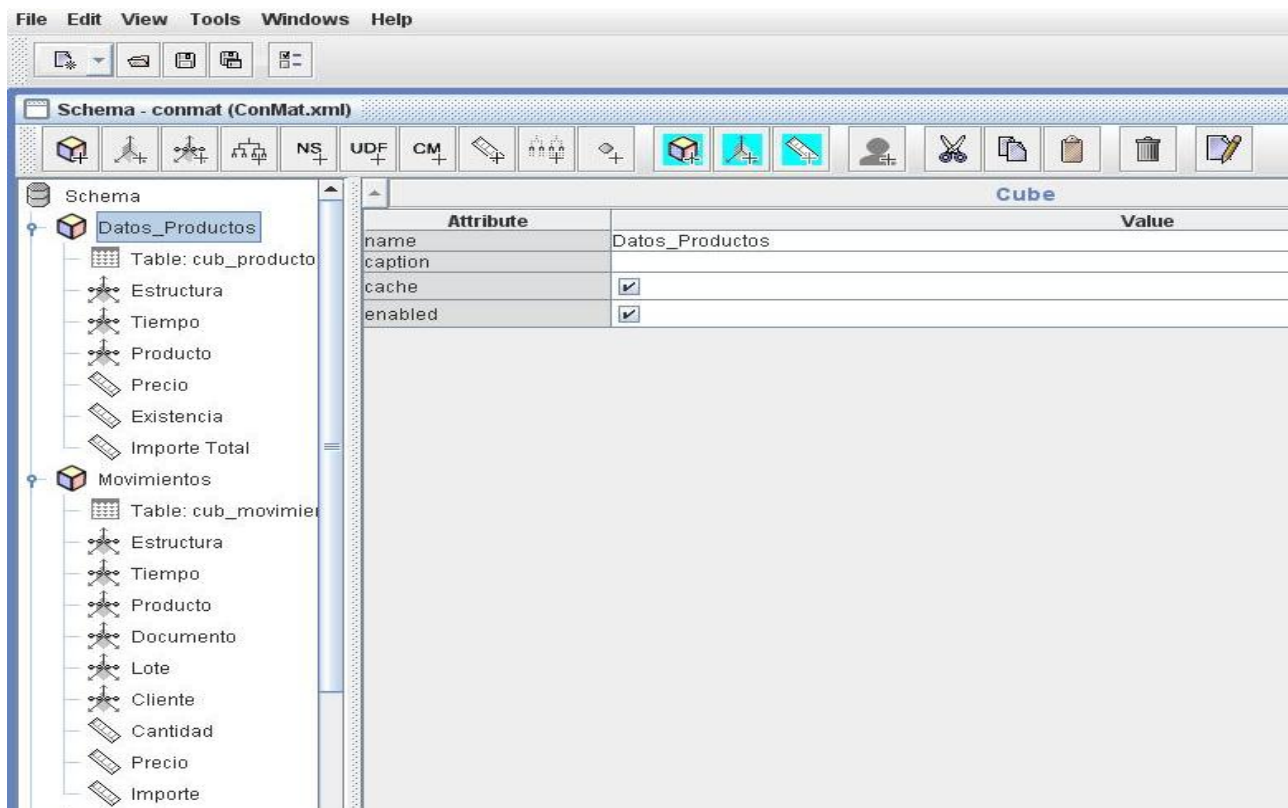 File Edit View Tools Windows Help
Schema - conmat (ConMat.xml)
NS UDF CM
Schema
Datos_Productos
Table: cub_producto
Estructura
Tiempo
Producto
Precio
Existencia
Importe Total
Movimientos
Table: cub_movimie
Estructura
Tiempo
Producto
Documento
Lote
Cliente
Cantidad
Precio
Importe
Cube
Attribute Value
name Datos_Productos
caption
cache
enabled